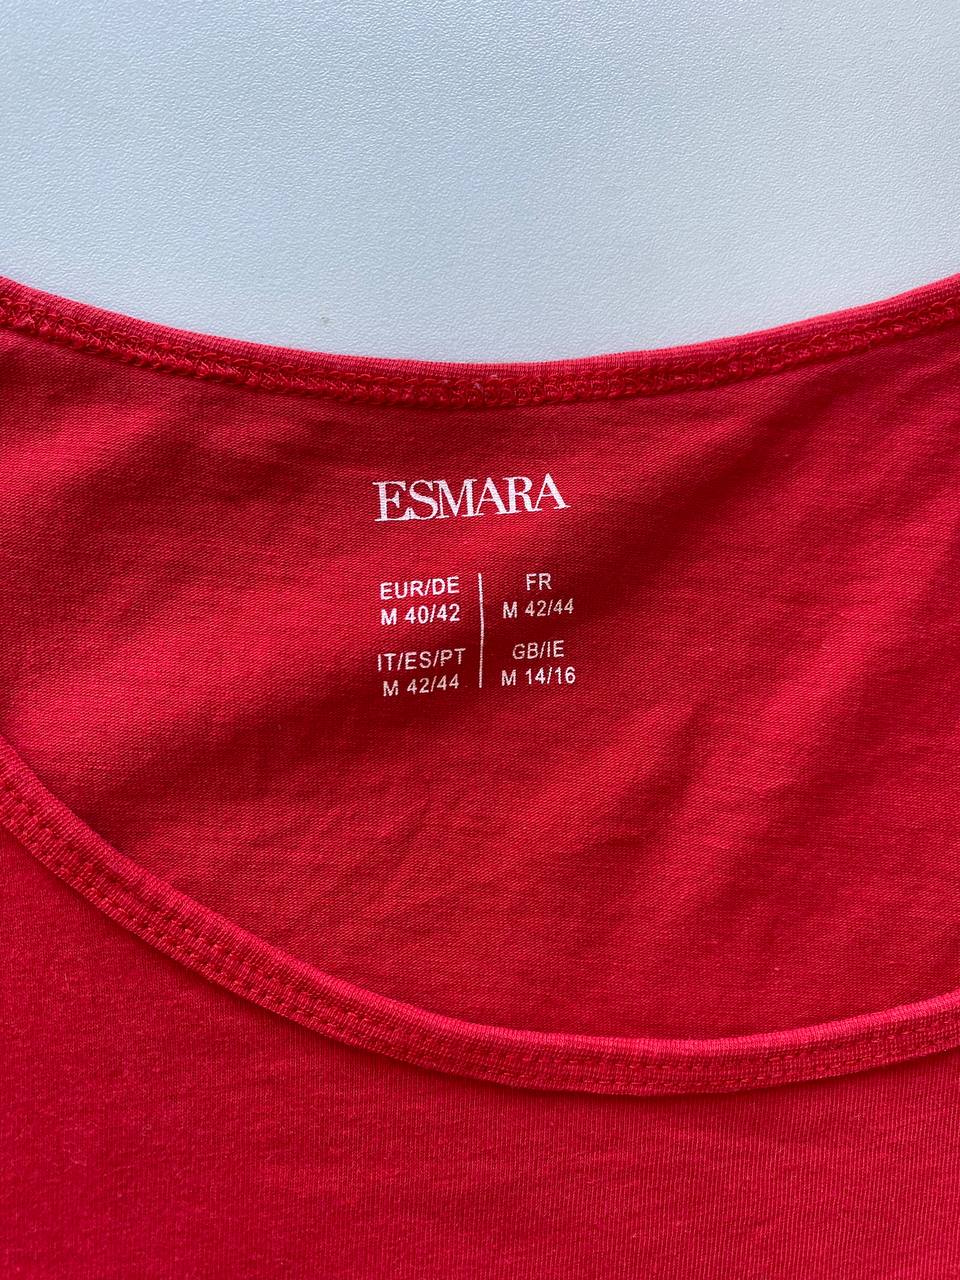 ESMARA
EUR/DE
M 40/42
FR
M 42/44
IT/ES/PT
M 42/44
GB/IE
M 14/16